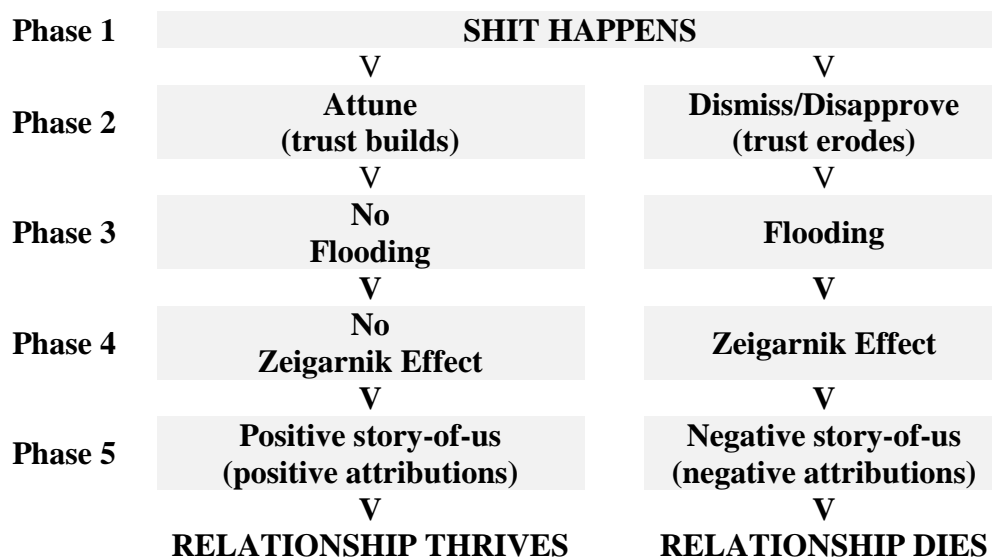 Phase 1 SHIT HAPPENS
V V
Phase 2 Attune Dismiss/Disapprove
(trust builds) (trust erodes)
V V
Phase 3 No Flooding
Flooding
V V
Phase 4 No Zeigarnik Effect
Zeigarnik Effect
V V
Phase 5 Positive story-of-us Negative story-of-us
(positive attributions) (negative attributions)
V V
RELATIONSHIP THRIVES RELATIONSHIP DIES